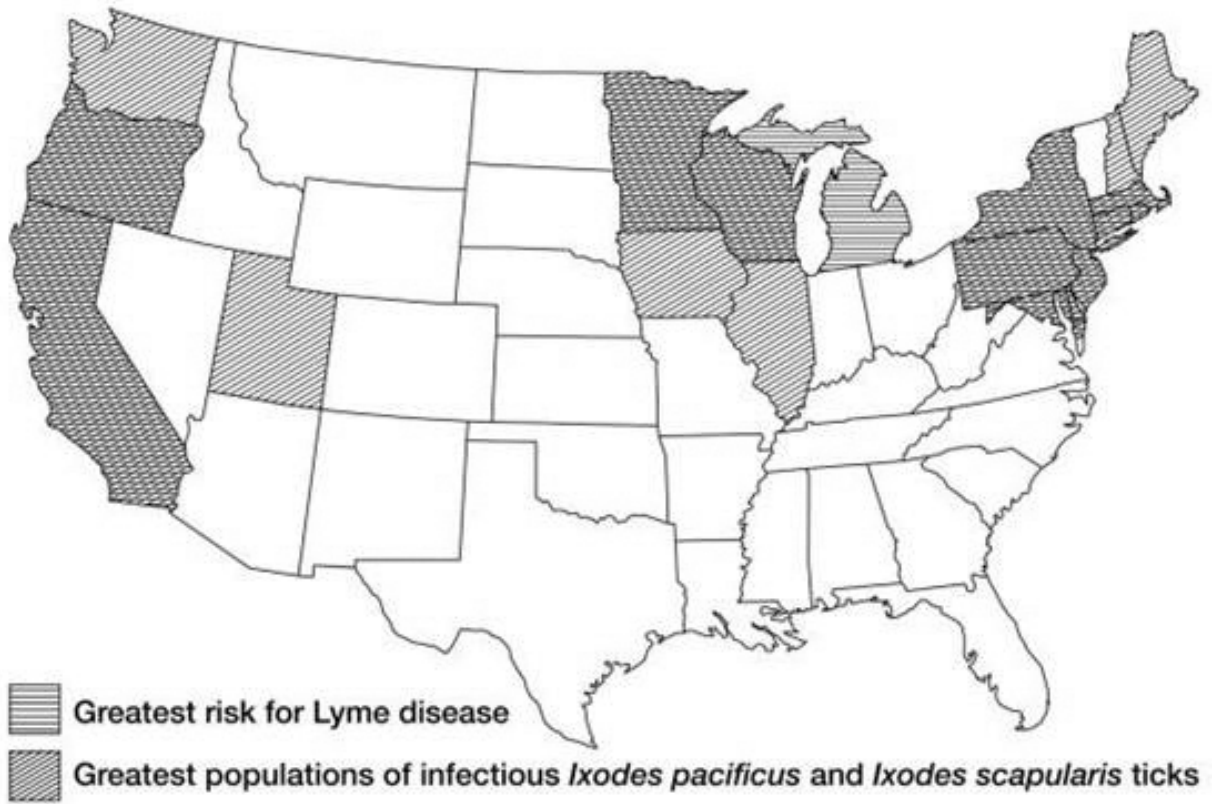 Greatest risk for Lyme disease
Greatest populations of infectious Ixodes pacificus and Ixodes scapularis ticks